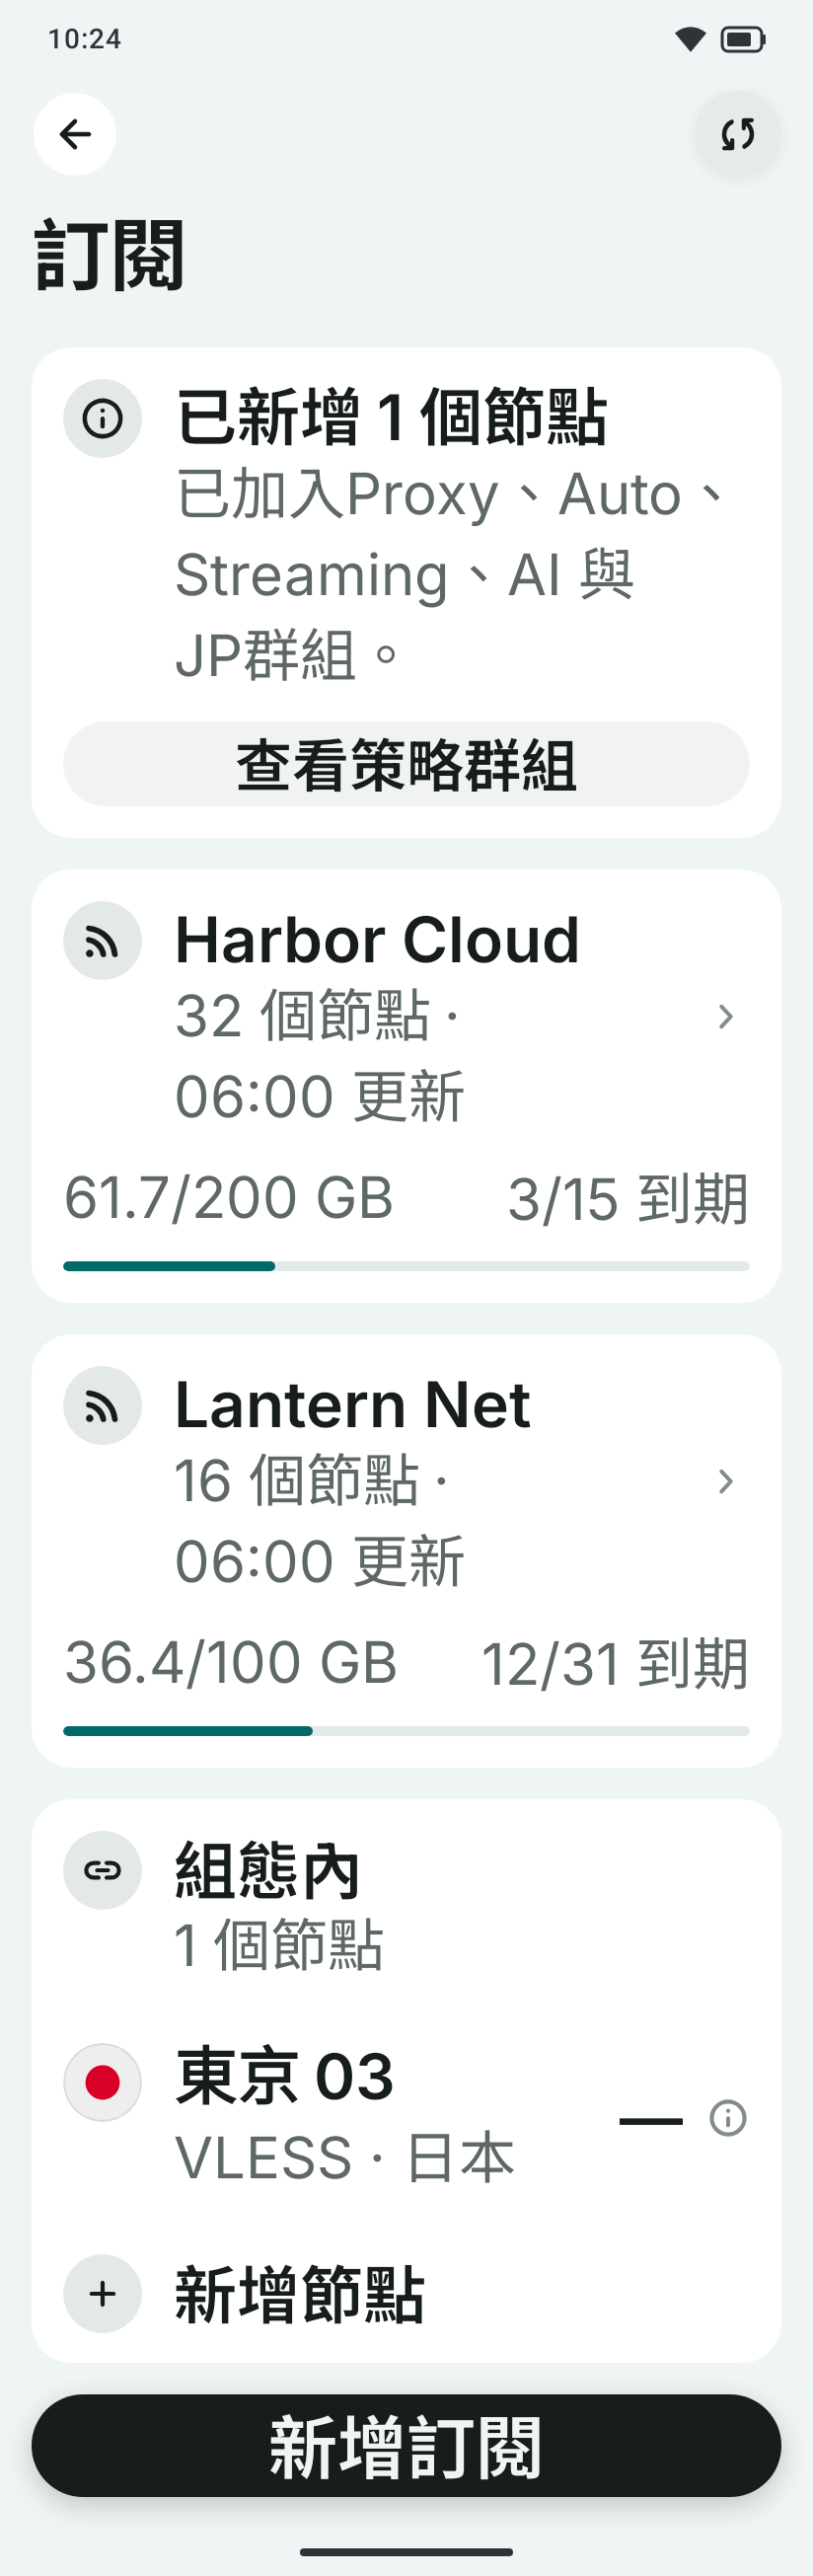 10:24
訂閱
已新增 1 個節點
已加入Proxy、Auto、
Streaming、AI 與
JP群組。
查看策略群組
Harbor Cloud
32 個節點 ·
06:00 更新
61.7/200 GB
3/15 到期
Lantern Net
16 個節點 ·
06:00 更新
36.4/100 GB
12/31 到期
組態內
1 個節點
東京 03
VLESS · 日本
—
新增節點
新增訂閱